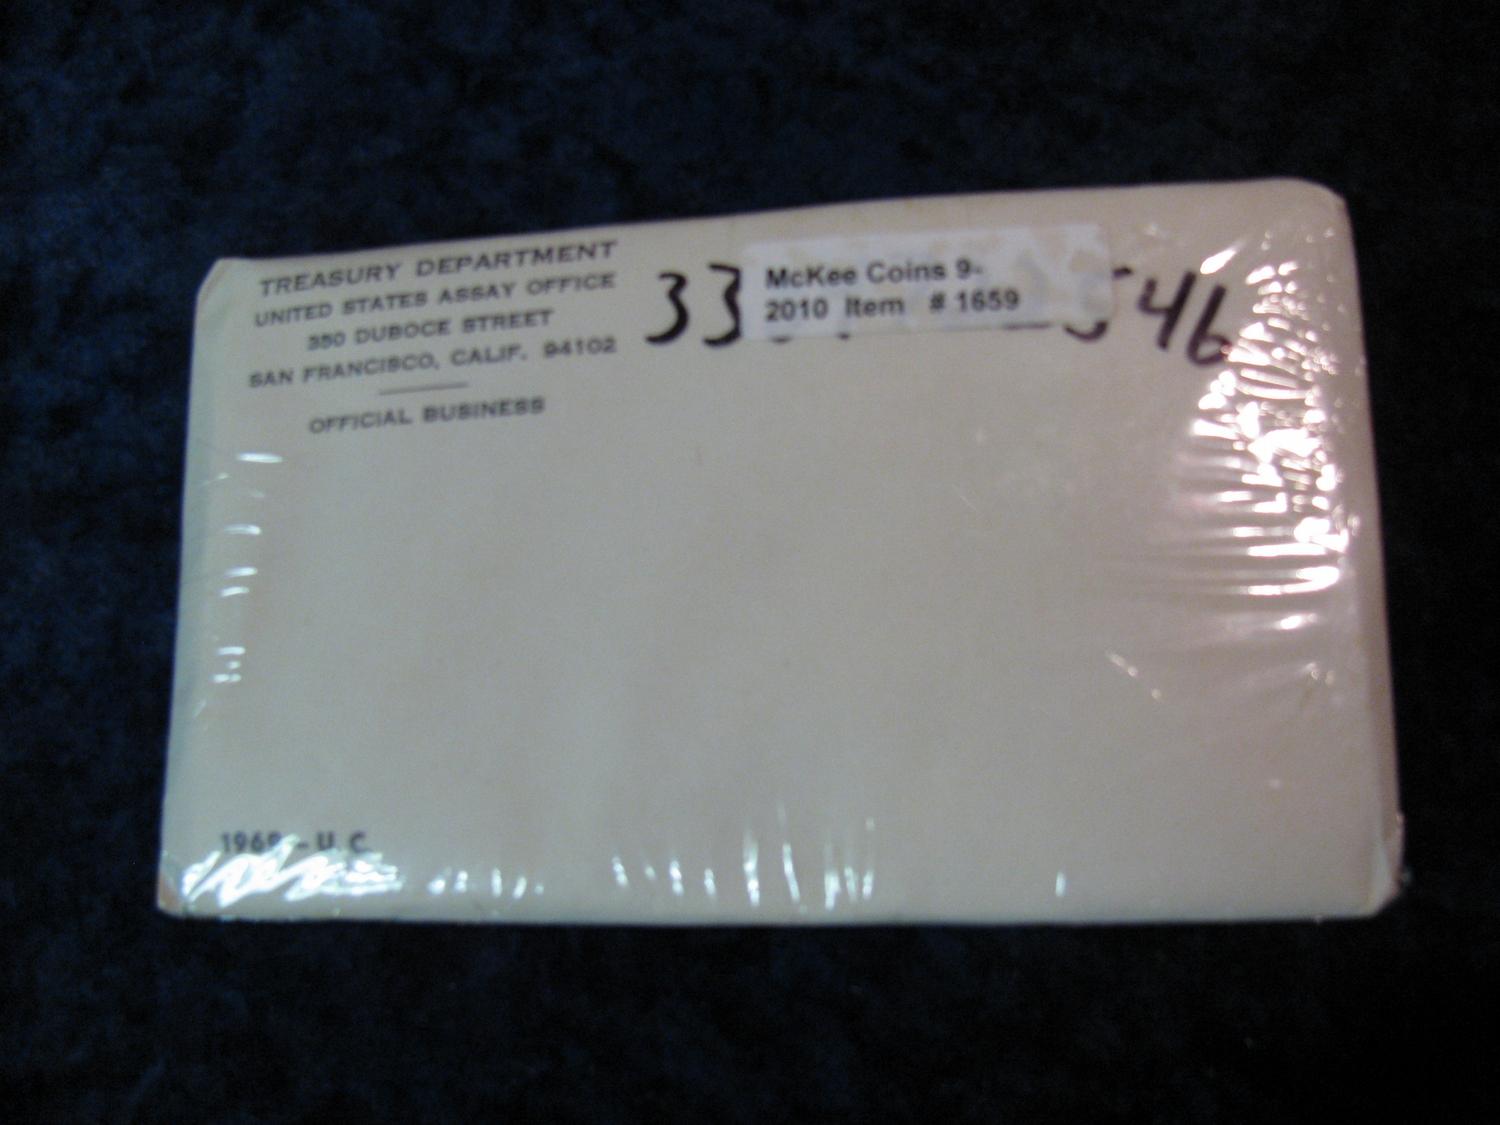 TREASURY DEPARTMENT
UNITED STATES ASSAY OFFICE
350 DUBOCE STREET
SAN FRANCISCO, CALIF. 94102
OFFICIAL BUSINESS
McKee Coins 9-
2010 Item # 1659
U. C.